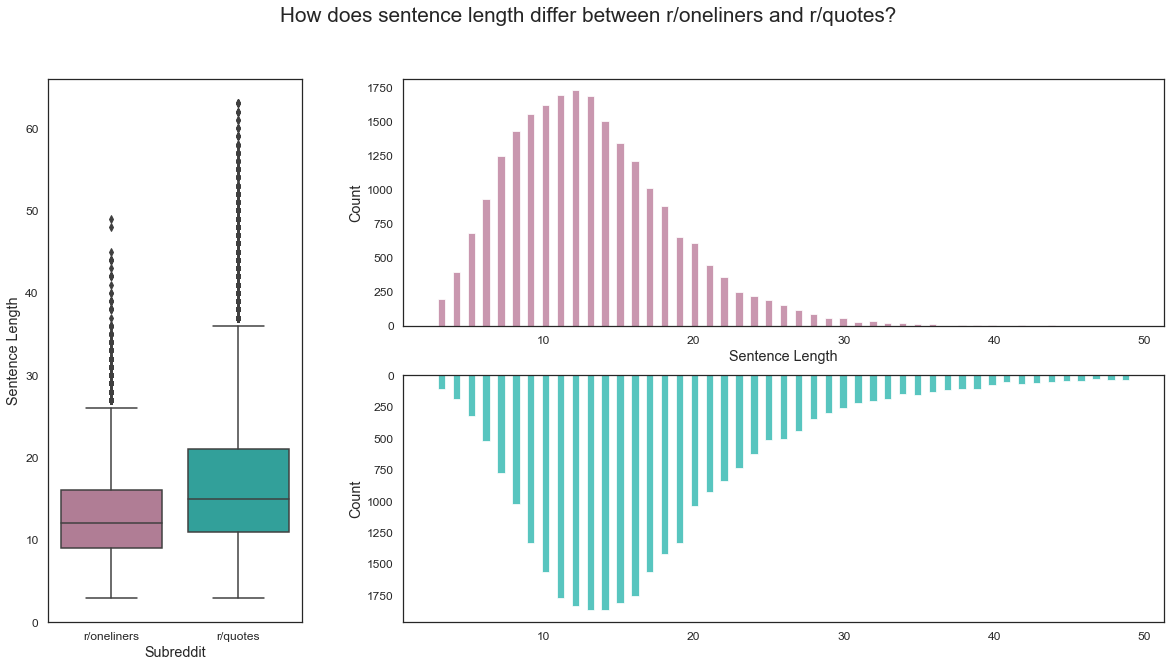 How does sentence length differ between r/oneliners and r/quotes?
Sentence Length
60
50
40
30
20
10
0
r/oneliners r/quotes
Subreddit
Count
1750
1500
1250
1000
750
500
250
0
10 20 30 40 50
Sentence Length
Count
0
250
500
750
1000
1250
1500
1750
10 20 30 40 50